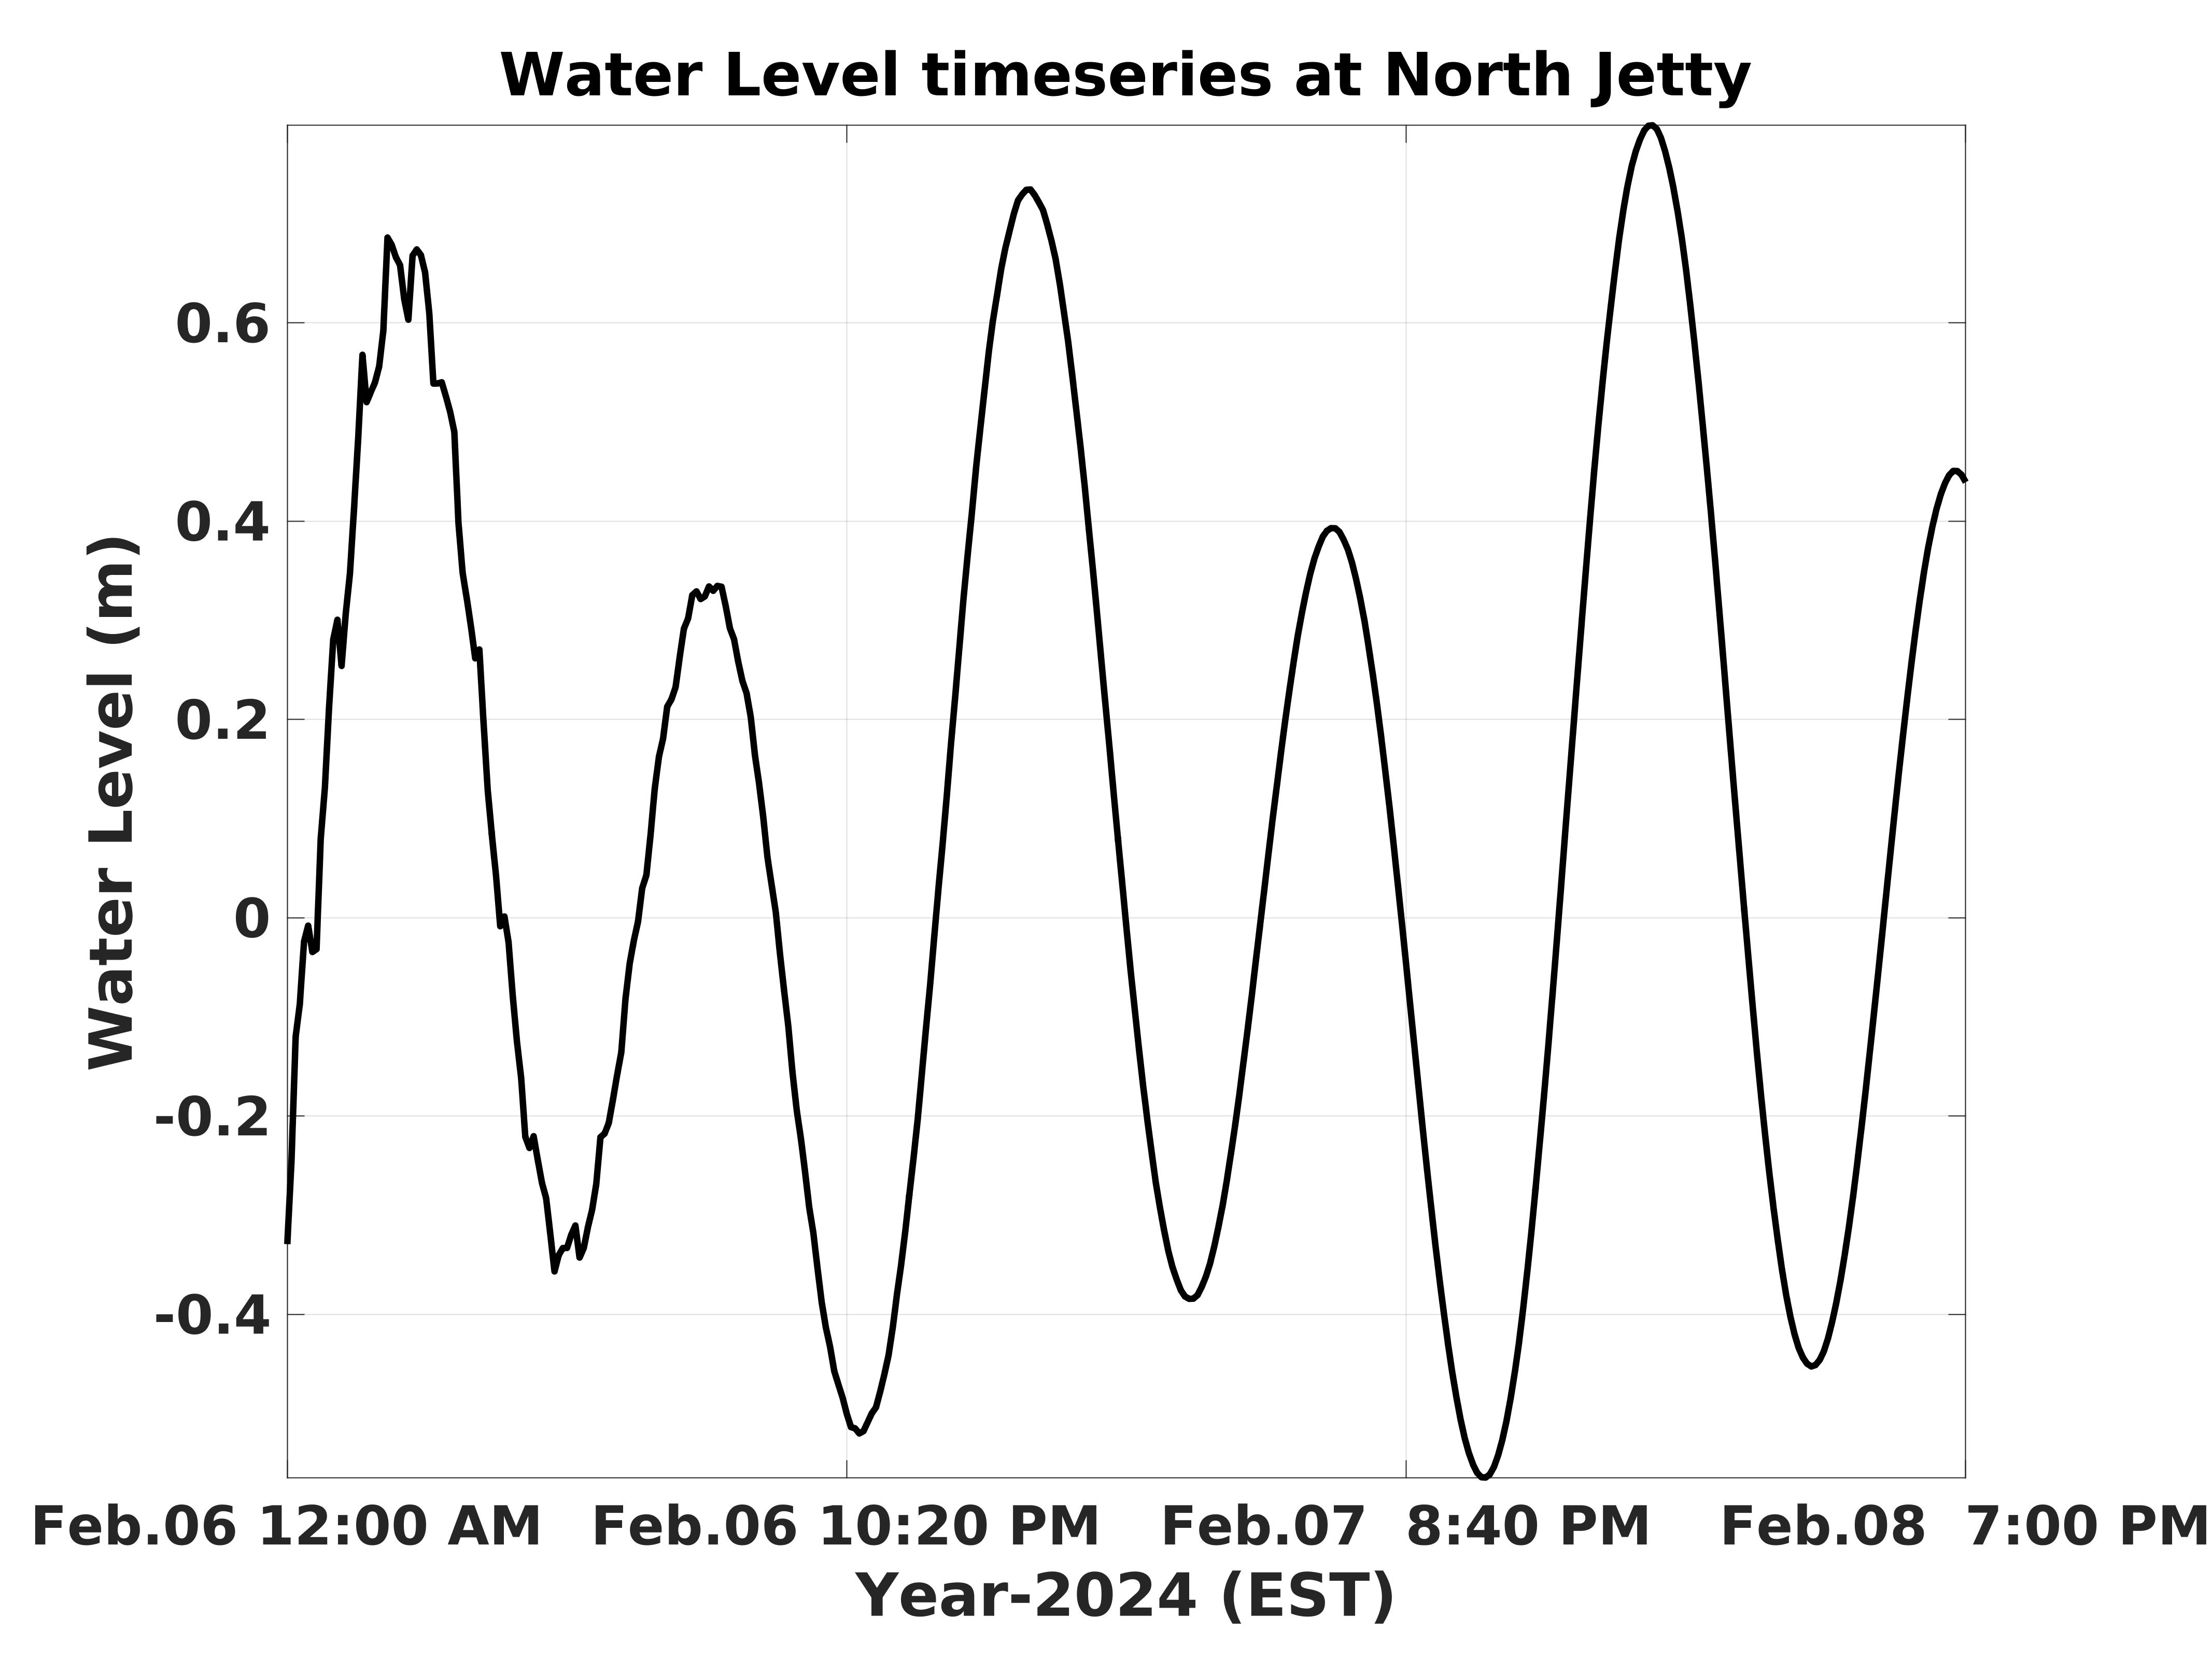 Water Level timeseries at North Jetty
0.6
0.4
0.2
0
-0.2
-0.4
Water Level (m)
Feb.06 12:00 AM Feb.06 10:20 PM Feb.07 8:40 PM Feb.08 7:00 PM
Year-2024 (EST)